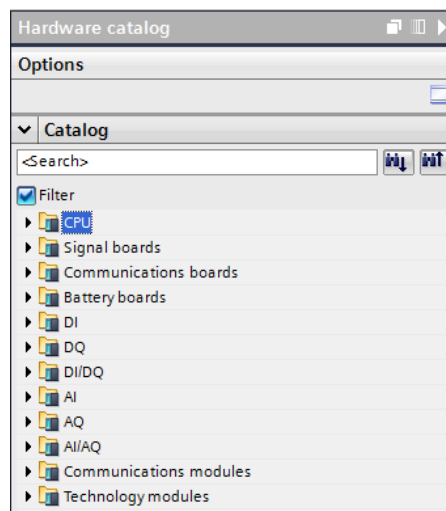 Hardware catalog
Options
Catalog
<Search>
Filter
CPU
Signal boards
Communications boards
Battery boards
DI
DQ
DI/DQ
AI
AQ
AI/AQ
Communications modules
Technology modules